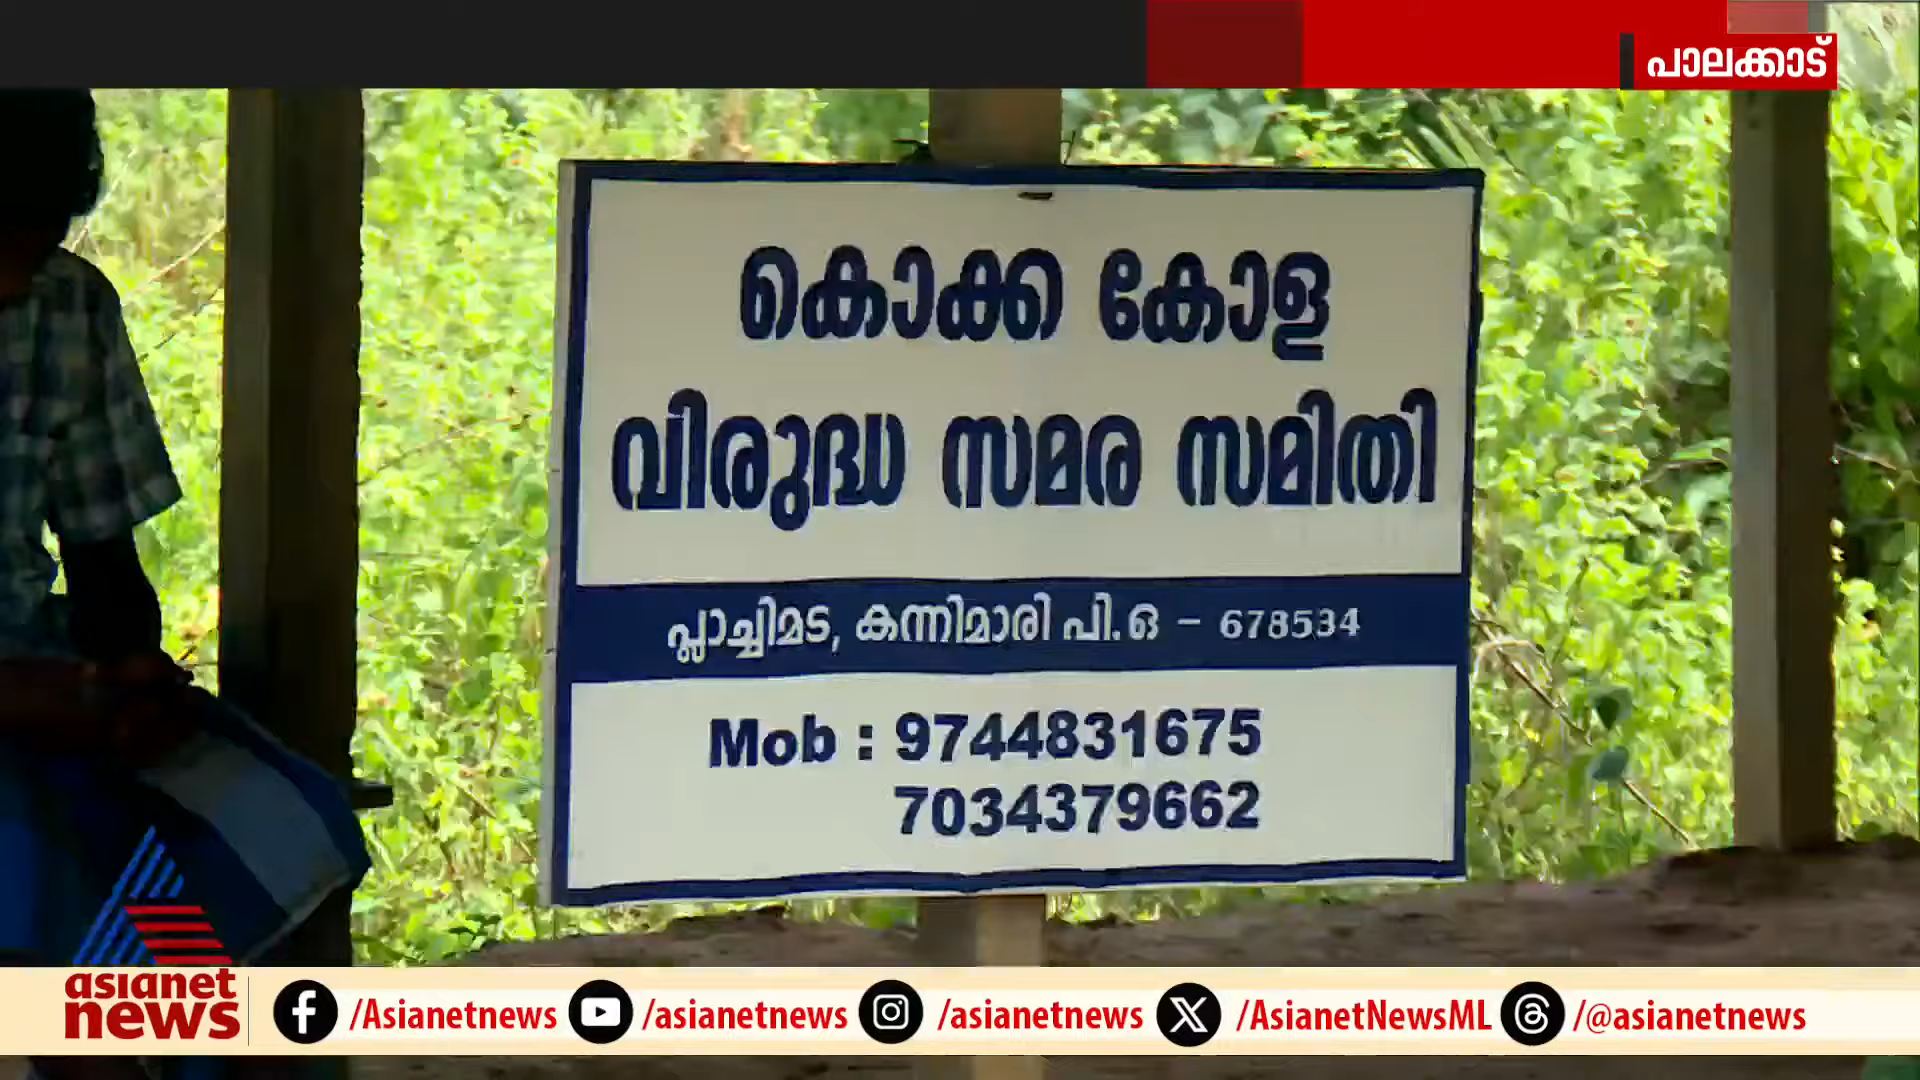 പാലക്കാട്
കൊക്ക കോള
വിരുദ്ധ സമര സമിതി
പ്ലാച്ചിമട, കന്നിമാരി പി.ഒ - 678534
Mob : 9744831675
7034379662
asianet
news
/Asianetnews /asianetnews /asianetnews /AsianetNewsML /@asianetnews